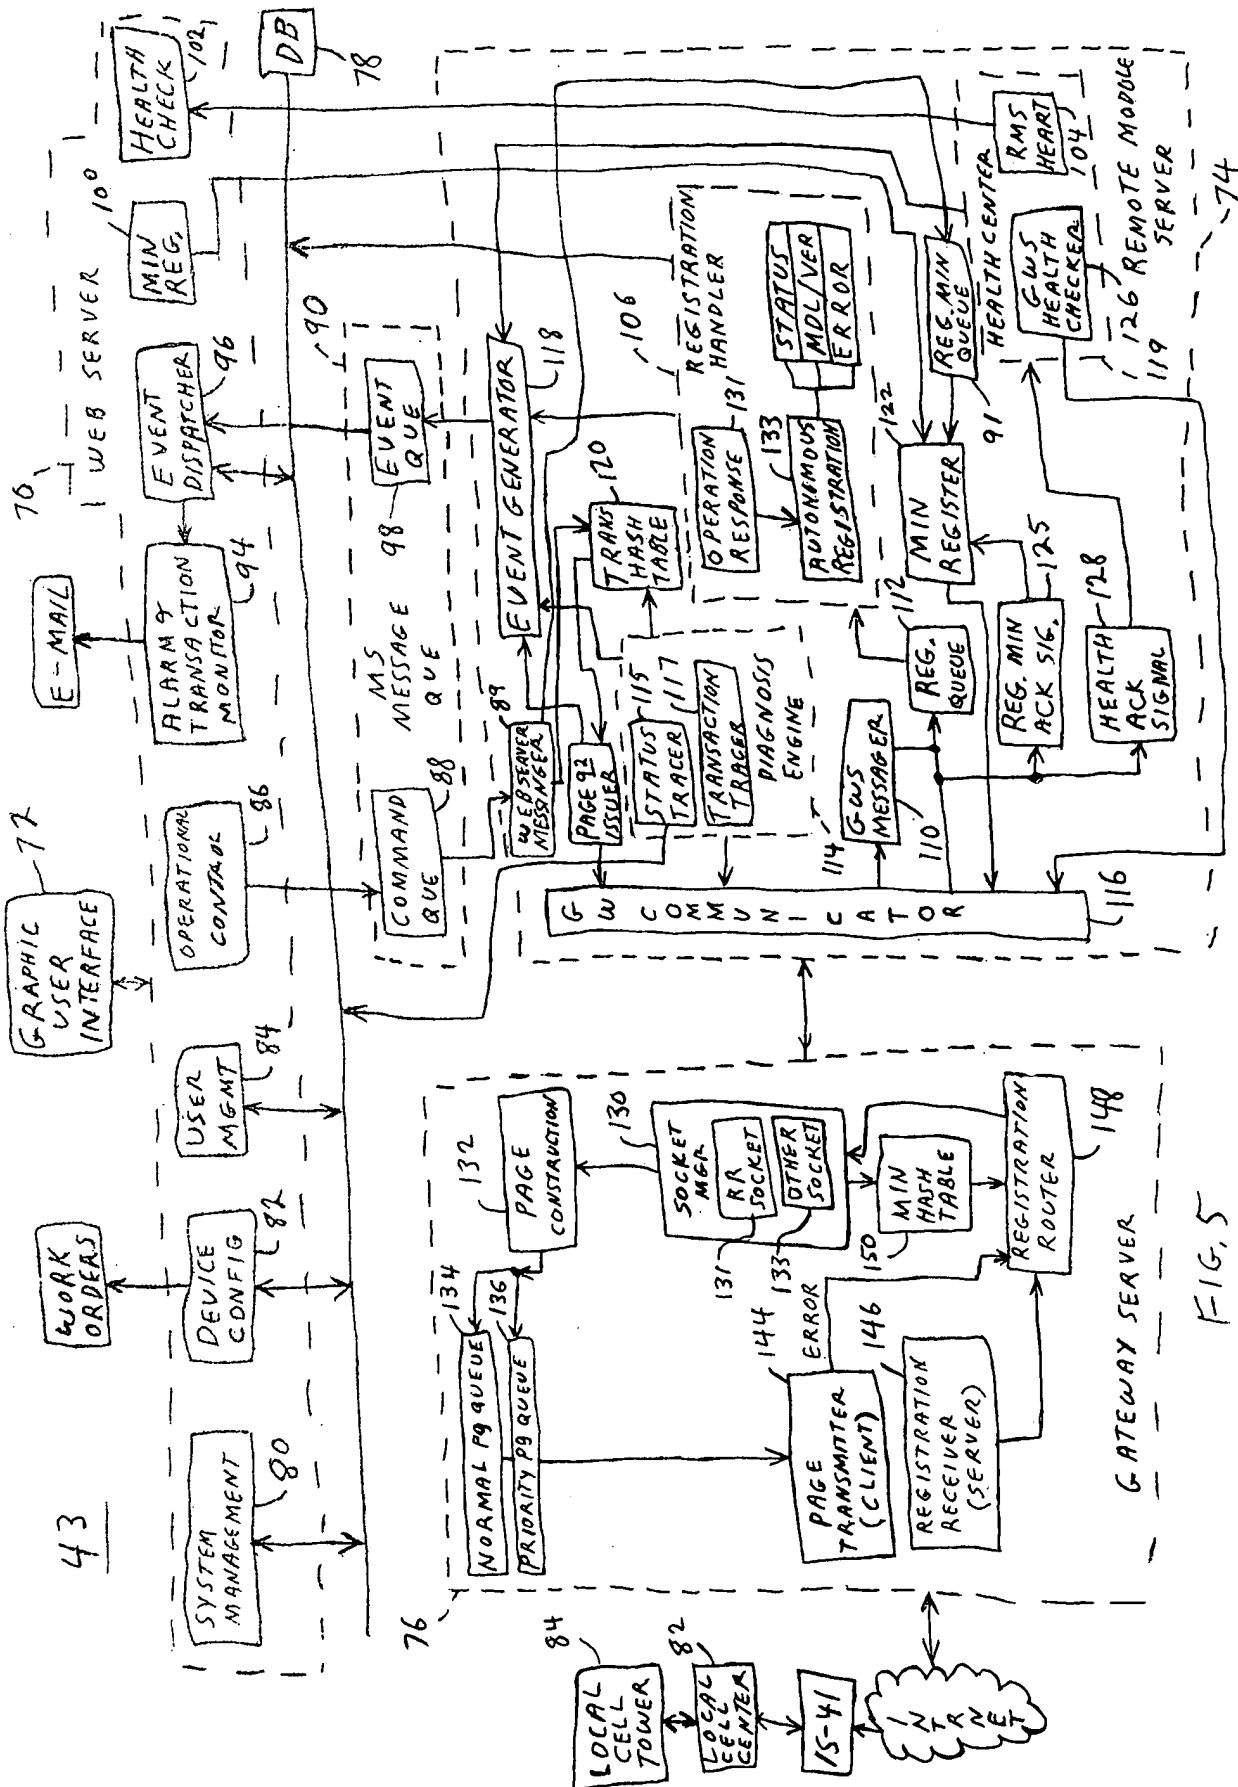 43
GRAPHIC
USER
INTERFACE
72
WORK
ORDERS
E-MAIL
70
WEB SERVER
SYSTEM
MANAGEMENT
80
DEVICE
CONFIG
82
USER
MGMT
84
OPERATIONAL
CONTROL
86
ALARM &
TRANSACTION
MONITOR
94
EVENT
DISPATCHER
96
MIN
REG.
100
HEALTH
CHECK
102
DB
78
COMMAND
QUE
88
MS
MESSAGE
QUE
EVENT
QUE
98
90
WEB SERVER
MESSINGER
89
PAGE 92
ISSUER
EVENT GENERATOR
118
TRANS
HASH
TABLE
120
STATUS
TRACER
115
TRANSACTION
TRACER
117
DIAGNOSIS
ENGINE
114
106
REGISTRATION
HANDLER
OPERATION
RESPONSE
131
AUTONOMOUS
REGISTRATION
133
STATUS
MDL/VER
ERROR
GW COMMUNICATOR
116
GWS
MESSAGER
110
REG.
QUEUE
112
MIN
REGISTER
122
REG. MIN
QUEUE
91
REG. MIN
ACK SIG.
125
HEALTH
ACK
SIGNAL
128
HEALTH CENTER
RMS
HEART
104
GWS
HEALTH
CHECKER
126
119
REMOTE MODULE
SERVER
74
76
NORMAL Pg QUEUE
134
PRIORITY Pg QUEUE
136
PAGE
CONSTRUCTION
132
SOCKET
MGR
130
RR
SOCKET
131
OTHER
SOCKET
133
MIN
HASH
TABLE
150
PAGE
TRANSMITTER
(CLIENT)
144
ERROR
REGISTRATION
RECEIVER
(SERVER)
146
REGISTRATION
ROUTER
148
GATEWAY SERVER
LOCAL
CELL
TOWER
84
LOCAL
CELL
CENTER
82
15-41
INTRNET
FIG. 5